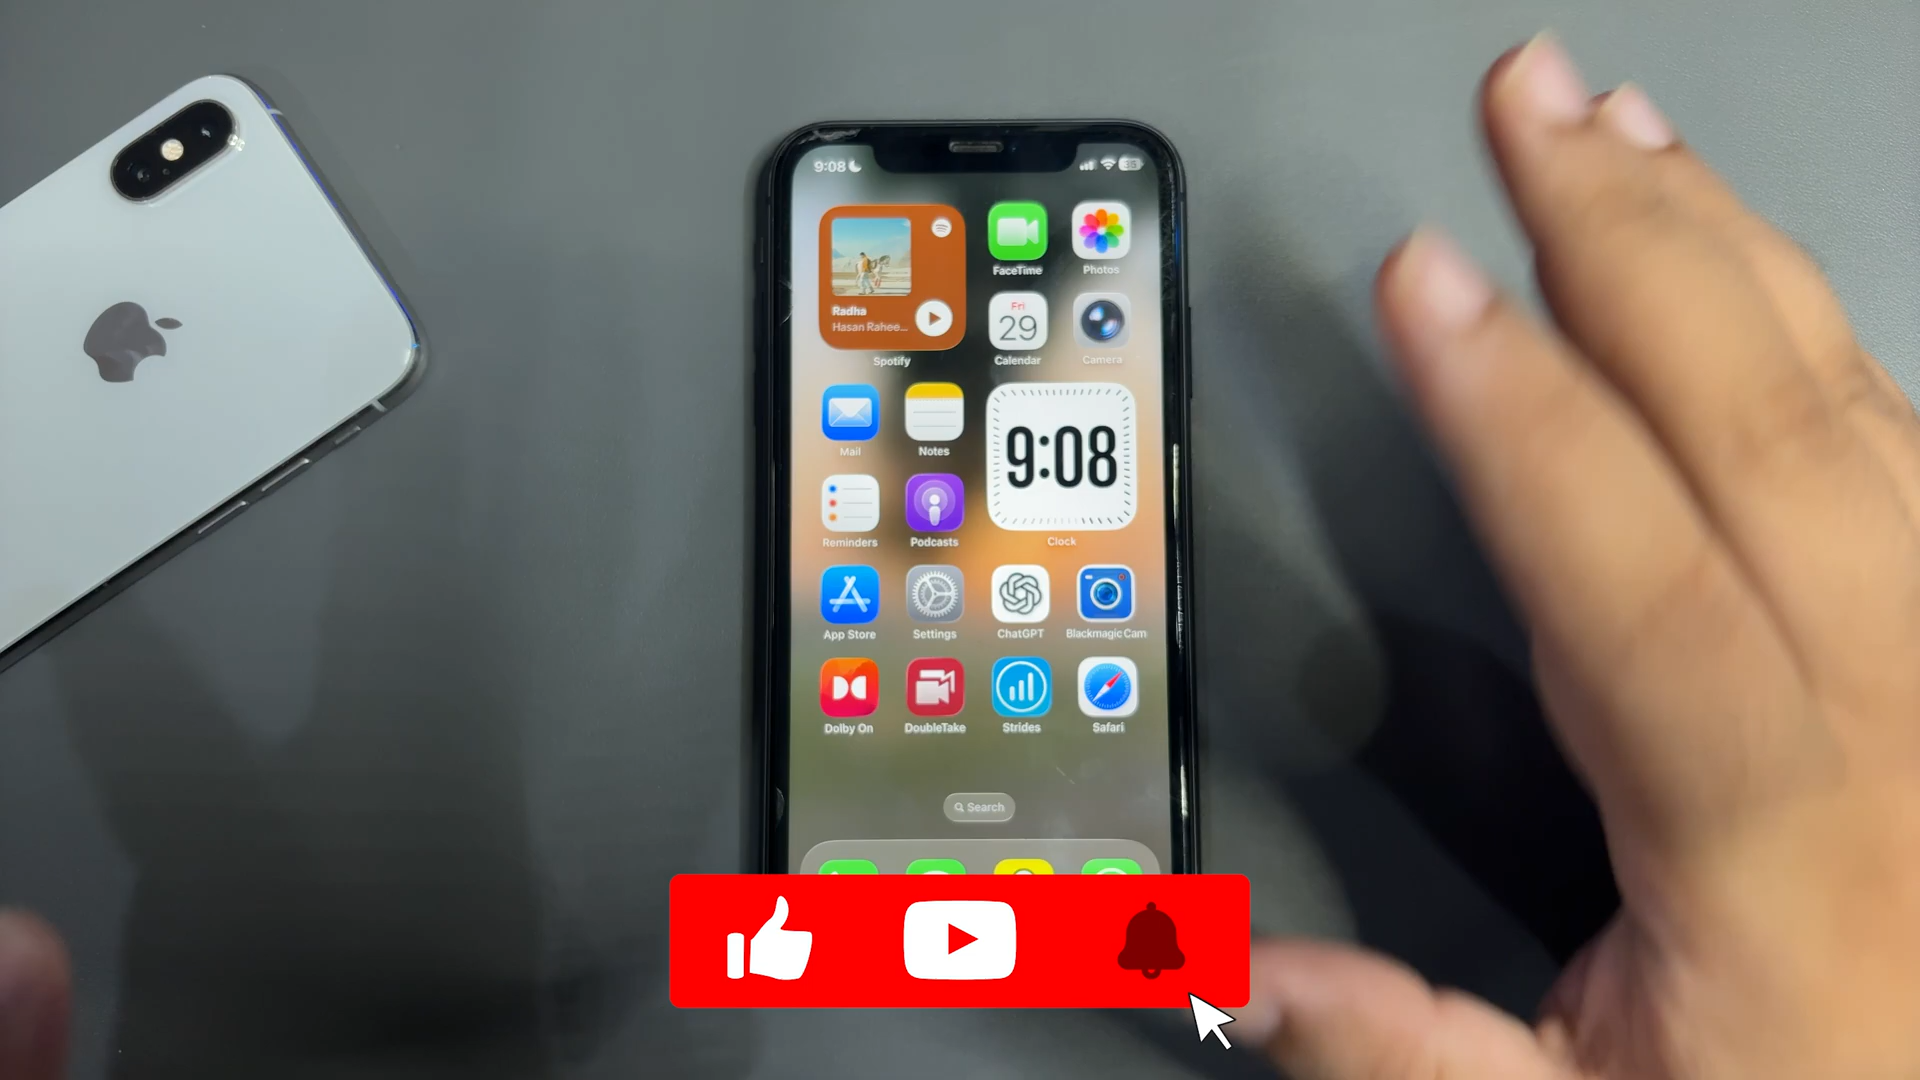 9:08
35
Radha
Hasan Rahee...
Spotify
FaceTime
Photos
Fri
29
Calendar
Camera
Mail
Notes
9:08
Clock
Reminders
Podcasts
App Store
Settings
ChatGPT
Blackmagic Cam
Dolby On
DoubleTake
Strides
Safari
Search